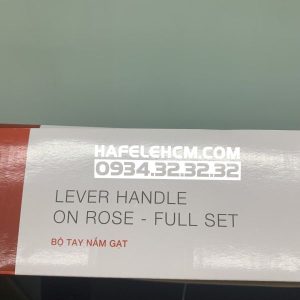 HAFELEHCM.COM
0934.32.32.32
LEVER HANDLE
ON ROSE - FULL SET
BỘ TAY NẮM GẠT